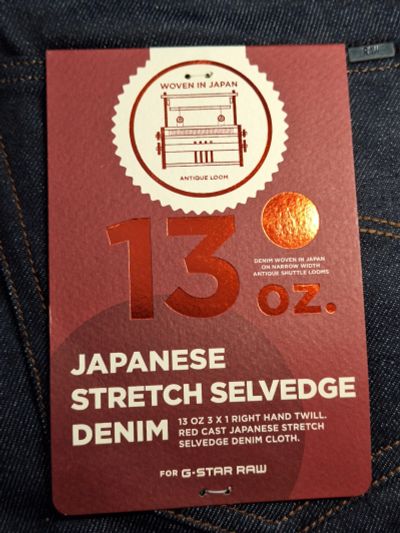 RAW
WOVEN IN JAPAN
ANTIQUE LOOM
13 oz.
DENIM WOVEN IN JAPAN
ON NARROW WIDTH
ANTIQUE SHUTTLE LOOMS
JAPANESE
STRETCH SELVEDGE
DENIM
13 OZ 3 X 1 RIGHT HAND TWILL.
RED CAST JAPANESE STRETCH
SELVEDGE DENIM CLOTH.
FOR G-STAR RAW